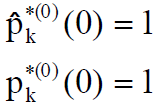 p̂ₖ*⁽⁰⁾(0) = 1
pₖ*⁽⁰⁾(0) = 1